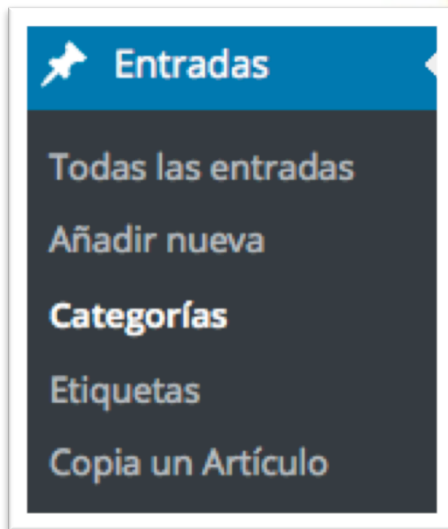 Entradas
Todas las entradas
Añadir nueva
Categorías
Etiquetas
Copia un Artículo